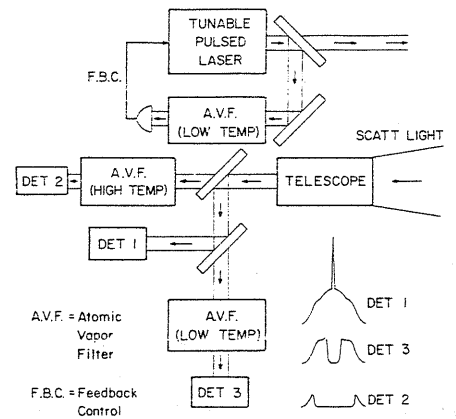 TUNABLE
PULSED
LASER
F.B.C.
A.V.F.
(LOW TEMP)
SCATT LIGHT
DET 2
A.V.F.
(HIGH TEMP)
TELESCOPE
DET 1
DET 1
A.V.F. = Atomic
Vapor
Filter
A.V.F.
(LOW TEMP)
DET 3
F.B.C. = Feedback
Control
DET 3
DET 2